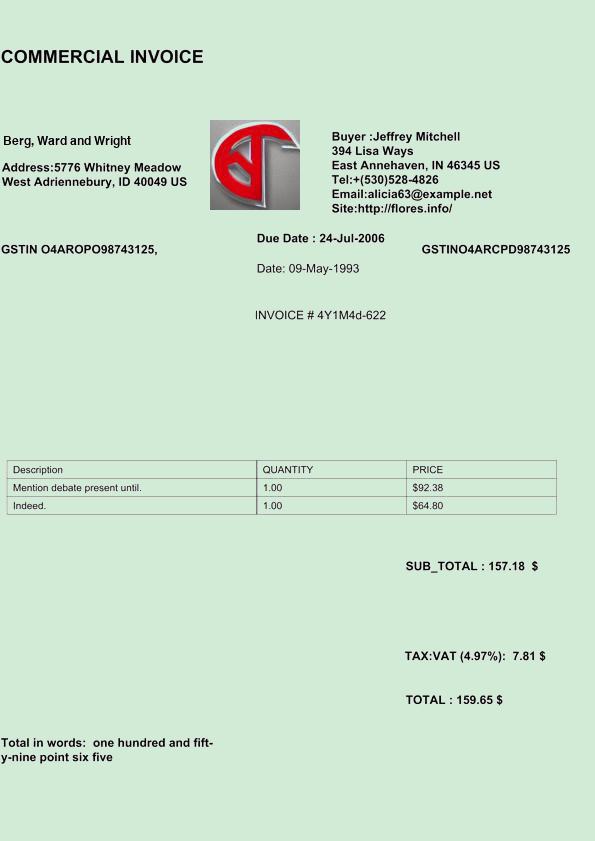 COMMERCIAL INVOICE
Berg, Ward and Wright
Address:5776 Whitney Meadow
West Adriennebury, ID 40049 US
Buyer :Jeffrey Mitchell
394 Lisa Ways
East Annehaven, IN 46345 US
Tel:+(530)528-4826
Email:alicia63@example.net
Site:http://flores.info/
Due Date : 24-Jul-2006
GSTIN O4AROPO98743125,
GSTINO4ARCPD98743125
Date: 09-May-1993
INVOICE # 4Y1M4d-622
Description QUANTITY PRICE
Mention debate present until. 1.00 $92.38
Indeed. 1.00 $64.80
SUB_TOTAL : 157.18 $
TAX:VAT (4.97%): 7.81 $
TOTAL : 159.65 $
Total in words: one hundred and fift-
y-nine point six five